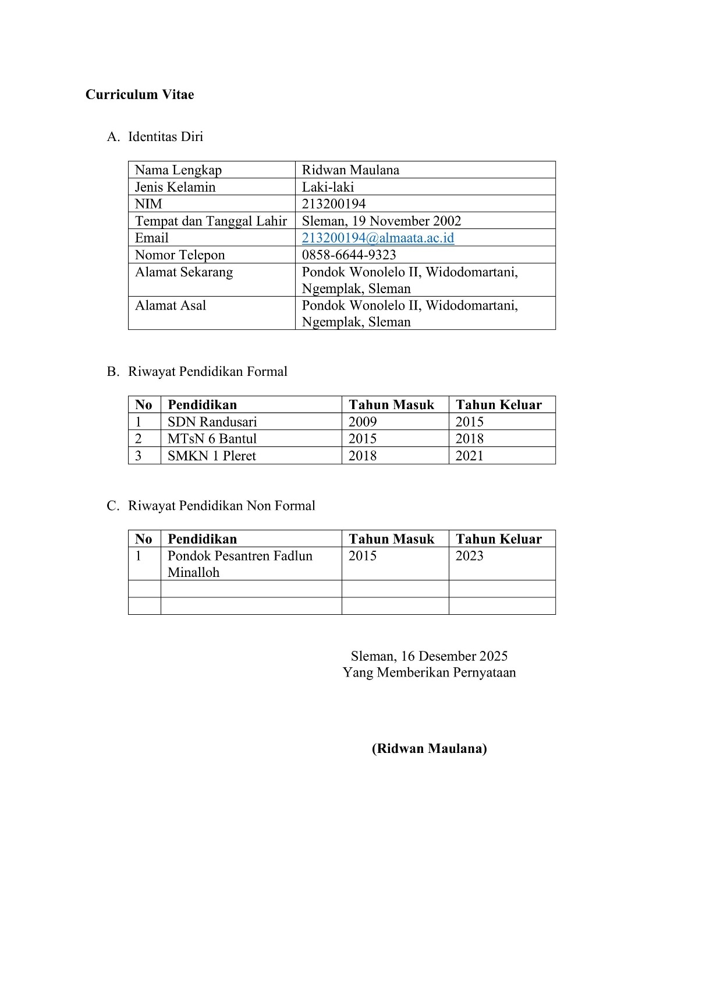 Curriculum Vitae
A. Identitas Diri
Nama Lengkap Ridwan Maulana
Jenis Kelamin Laki-laki
NIM 213200194
Tempat dan Tanggal Lahir Sleman, 19 November 2002
Email 213200194@almaata.ac.id
Nomor Telepon 0858-6644-9323
Alamat Sekarang Pondok Wonolelo II, Widodomartani,
Ngemplak, Sleman
Alamat Asal Pondok Wonolelo II, Widodomartani,
Ngemplak, Sleman
B. Riwayat Pendidikan Formal
No Pendidikan Tahun Masuk Tahun Keluar
1 SDN Randusari 2009 2015
2 MTsN 6 Bantul 2015 2018
3 SMKN 1 Pleret 2018 2021
C. Riwayat Pendidikan Non Formal
No Pendidikan Tahun Masuk Tahun Keluar
1 Pondok Pesantren Fadlun 2015 2023
Minalloh
Sleman, 16 Desember 2025
Yang Memberikan Pernyataan
(Ridwan Maulana)